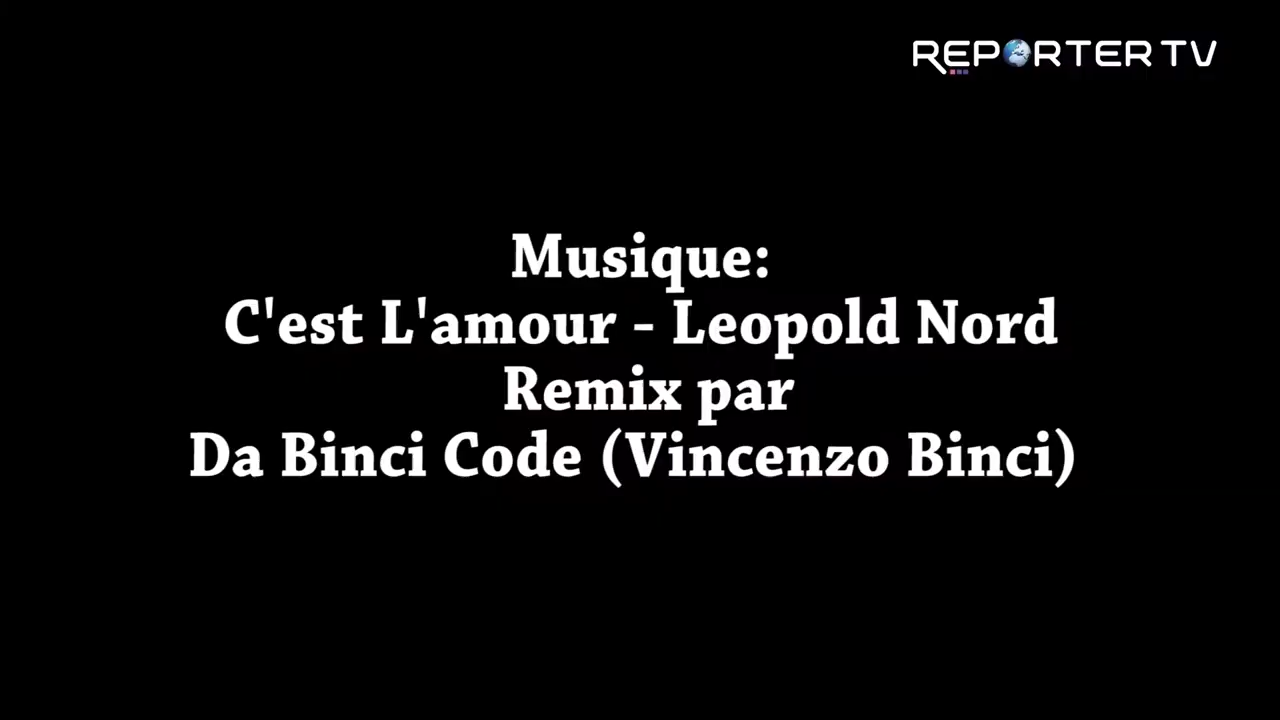 REPORTER TV
Musique:
C'est L'amour - Leopold Nord
Remix par
Da Binci Code (Vincenzo Binci)